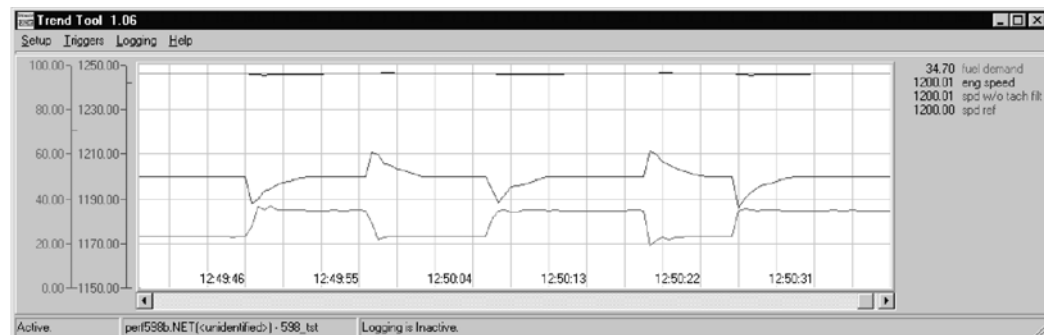 Trend Tool 1.06
Setup Triggers Logging Help
100.00 1250.00
80.00 1230.00
60.00 1210.00
40.00 1190.00
20.00 1170.00
0.00 1150.00
34.70 fuel demand
1200.01 eng speed
1200.01 spd w/o tach filt
1200.00 spd ref
12:49:46 12:49:55 12:50:04 12:50:13 12:50:22 12:50:31
Active. perf598b.NET(<unidentified>) - 598_tst Logging is Inactive.